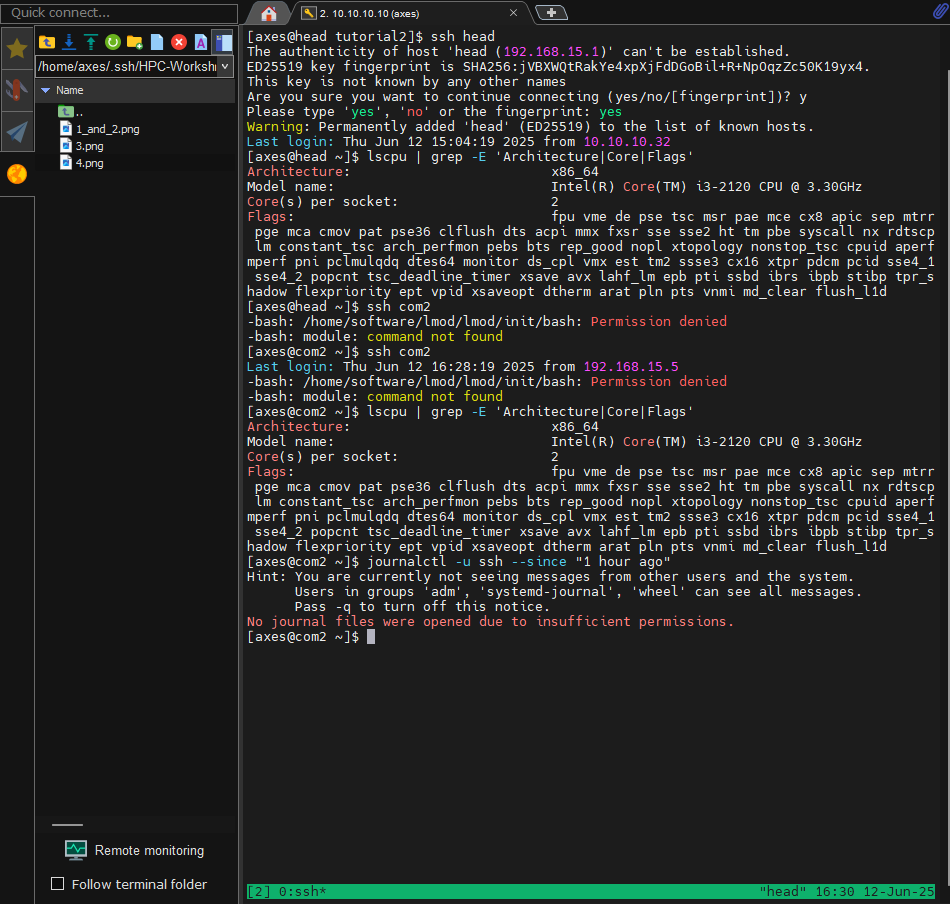 Quick connect...
2. 10.10.10.10 (axes)
/home/axes/.ssh/HPC-Worksh
Name
..
1_and_2.png
3.png
4.png
Remote monitoring
Follow terminal folder
[axes@head tutorial2]$ ssh head
The authenticity of host 'head (192.168.15.1)' can't be established.
ED25519 key fingerprint is SHA256:jVBXWQtRakYe4xpXjFdDGoBil+R+NpOqzZc50K19yx4.
This key is not known by any other names
Are you sure you want to continue connecting (yes/no/[fingerprint])? y
Please type 'yes', 'no' or the fingerprint: yes
Warning: Permanently added 'head' (ED25519) to the list of known hosts.
Last login: Thu Jun 12 15:04:19 2025 from 10.10.10.32
[axes@head ~]$ lscpu | grep -E 'Architecture|Core|Flags'
Architecture: x86_64
Model name: Intel(R) Core(TM) i3-2120 CPU @ 3.30GHz
Core(s) per socket: 2
Flags: fpu vme de pse tsc msr pae mce cx8 apic sep mtrr
pge mca cmov pat pse36 clflush dts acpi mmx fxsr sse sse2 ht tm pbe syscall nx rdtscp
lm constant_tsc arch_perfmon pebs bts rep_good nopl xtopology nonstop_tsc cpuid aperf
mperf pni pclmulqdq dtes64 monitor ds_cpl vmx est tm2 ssse3 cx16 xtpr pdcm pcid sse4_1
sse4_2 popcnt tsc_deadline_timer xsave avx lahf_lm epb pti ssbd ibrs ibpb stibp tpr_s
hadow flexpriority ept vpid xsaveopt dtherm arat pln pts vnmi md_clear flush_l1d
[axes@head ~]$ ssh com2
-bash: /home/software/lmod/lmod/init/bash: Permission denied
-bash: module: command not found
[axes@com2 ~]$ ssh com2
Last login: Thu Jun 12 16:28:19 2025 from 192.168.15.5
-bash: /home/software/lmod/lmod/init/bash: Permission denied
-bash: module: command not found
[axes@com2 ~]$ lscpu | grep -E 'Architecture|Core|Flags'
Architecture: x86_64
Model name: Intel(R) Core(TM) i3-2120 CPU @ 3.30GHz
Core(s) per socket: 2
Flags: fpu vme de pse tsc msr pae mce cx8 apic sep mtrr
pge mca cmov pat pse36 clflush dts acpi mmx fxsr sse sse2 ht tm pbe syscall nx rdtscp
lm constant_tsc arch_perfmon pebs bts rep_good nopl xtopology nonstop_tsc cpuid aperf
mperf pni pclmulqdq dtes64 monitor ds_cpl vmx est tm2 ssse3 cx16 xtpr pdcm pcid sse4_1
sse4_2 popcnt tsc_deadline_timer xsave avx lahf_lm epb pti ssbd ibrs ibpb stibp tpr_s
hadow flexpriority ept vpid xsaveopt dtherm arat pln pts vnmi md_clear flush_l1d
[axes@com2 ~]$ journalctl -u ssh --since "1 hour ago"
Hint: You are currently not seeing messages from other users and the system.
Users in groups 'adm', 'systemd-journal', 'wheel' can see all messages.
Pass -q to turn off this notice.
No journal files were opened due to insufficient permissions.
[axes@com2 ~]$
[2] 0:ssh* "head" 16:30 12-Jun-25